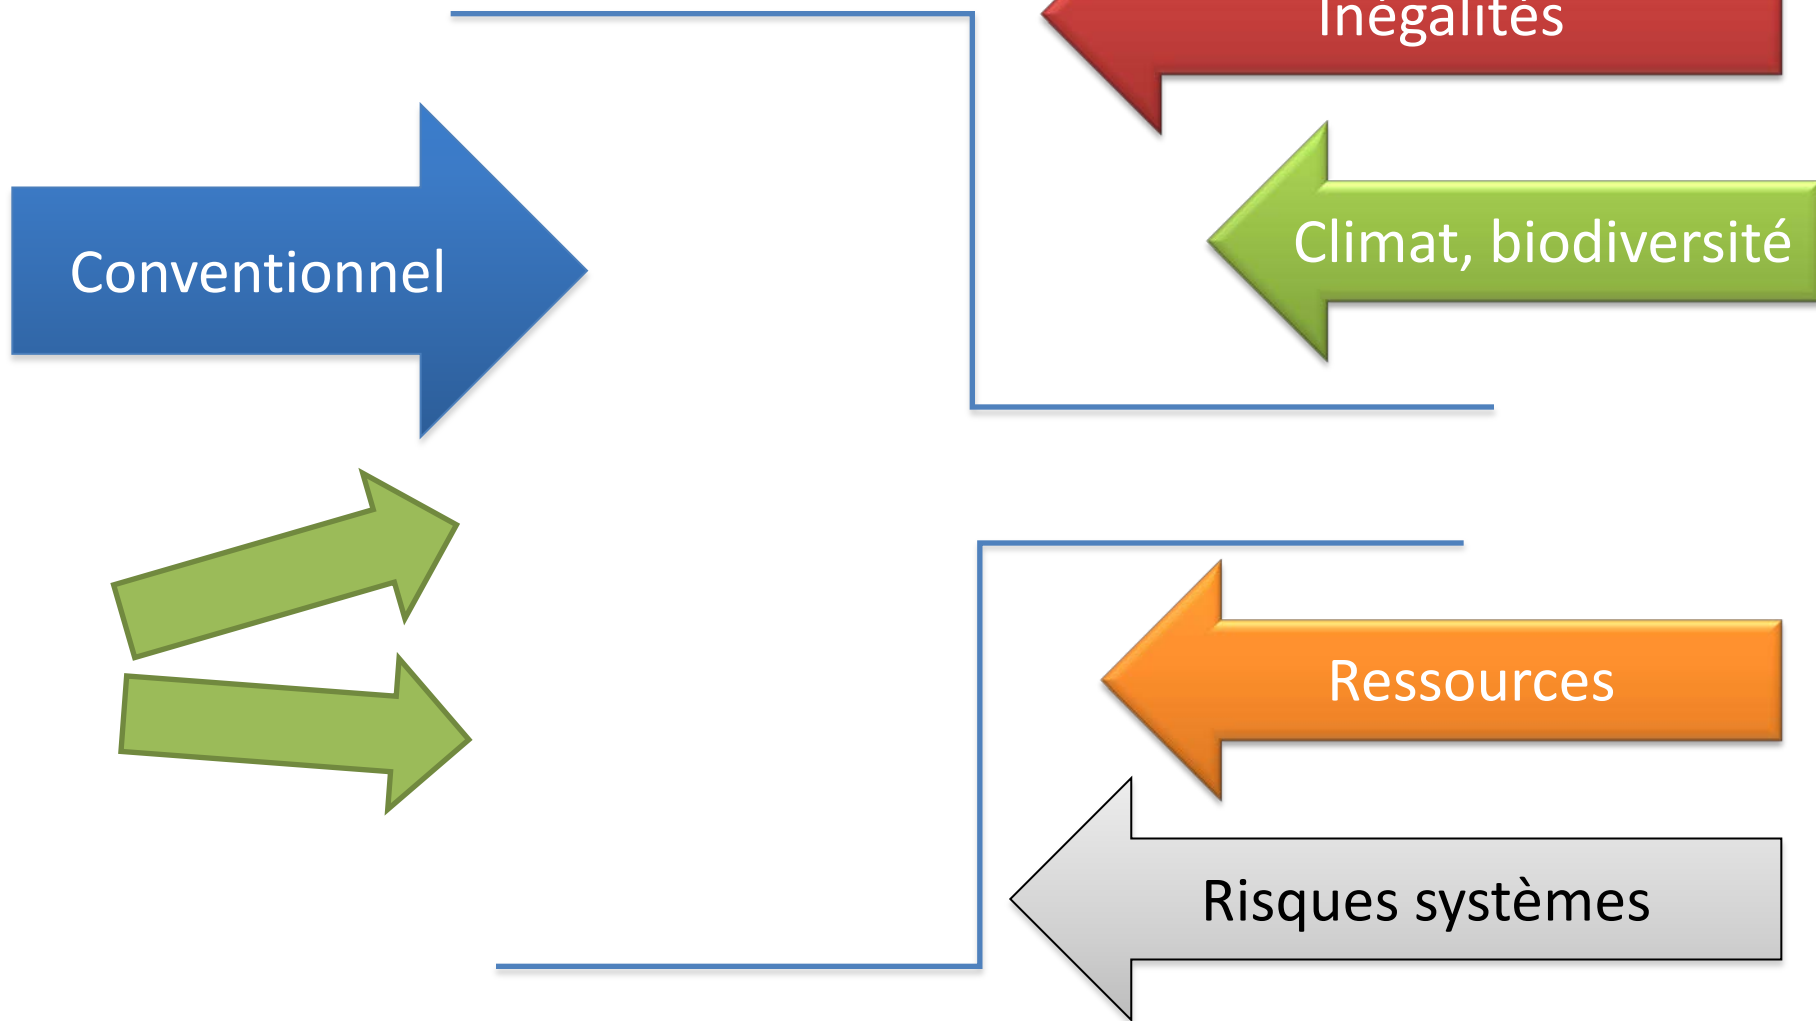 Inégalités
Climat, biodiversité
Conventionnel
Ressources
Risques systèmes